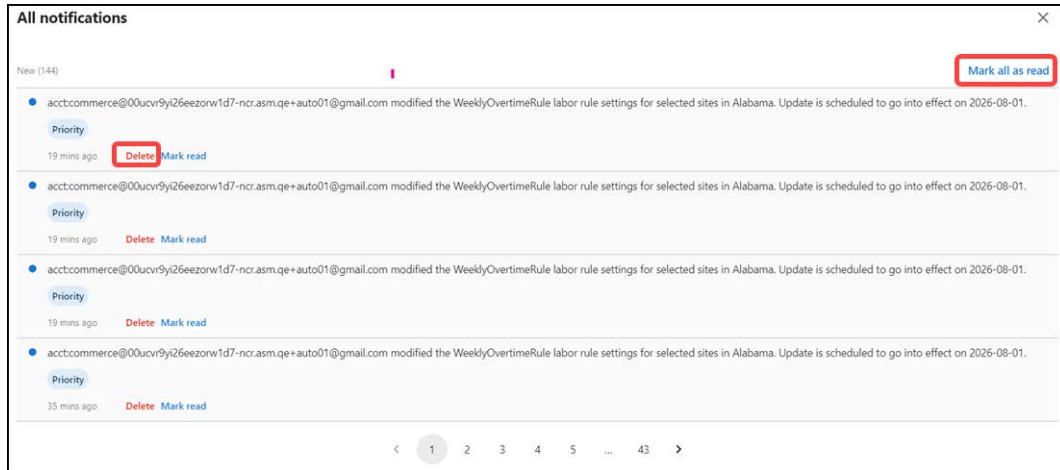 All notifications
New (144)
Mark all as read
acct:commerce@00ucvr9yi26eezorw1d7-ncr.asm.qe+auto01@gmail.com modified the WeeklyOvertimeRule labor rule settings for selected sites in Alabama. Update is scheduled to go into effect on 2026-08-01.
Priority
19 mins ago Delete Mark read
acct:commerce@00ucvr9yi26eezorw1d7-ncr.asm.qe+auto01@gmail.com modified the WeeklyOvertimeRule labor rule settings for selected sites in Alabama. Update is scheduled to go into effect on 2026-08-01.
Priority
19 mins ago Delete Mark read
acct:commerce@00ucvr9yi26eezorw1d7-ncr.asm.qe+auto01@gmail.com modified the WeeklyOvertimeRule labor rule settings for selected sites in Alabama. Update is scheduled to go into effect on 2026-08-01.
Priority
19 mins ago Delete Mark read
acct:commerce@00ucvr9yi26eezorw1d7-ncr.asm.qe+auto01@gmail.com modified the WeeklyOvertimeRule labor rule settings for selected sites in Alabama. Update is scheduled to go into effect on 2026-08-01.
Priority
35 mins ago Delete Mark read
< 1 2 3 4 5 ... 43 >